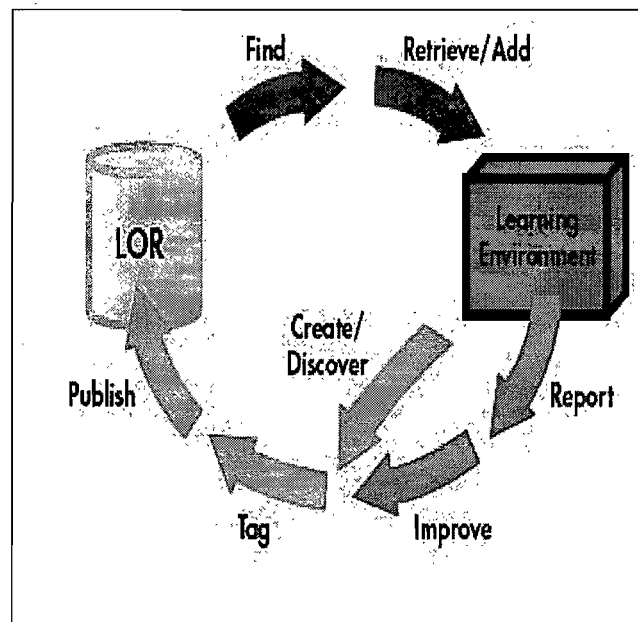 Find
Retrieve/Add
LOR
Learning
Environment
Create/
Discover
Publish
Report
Tag
Improve